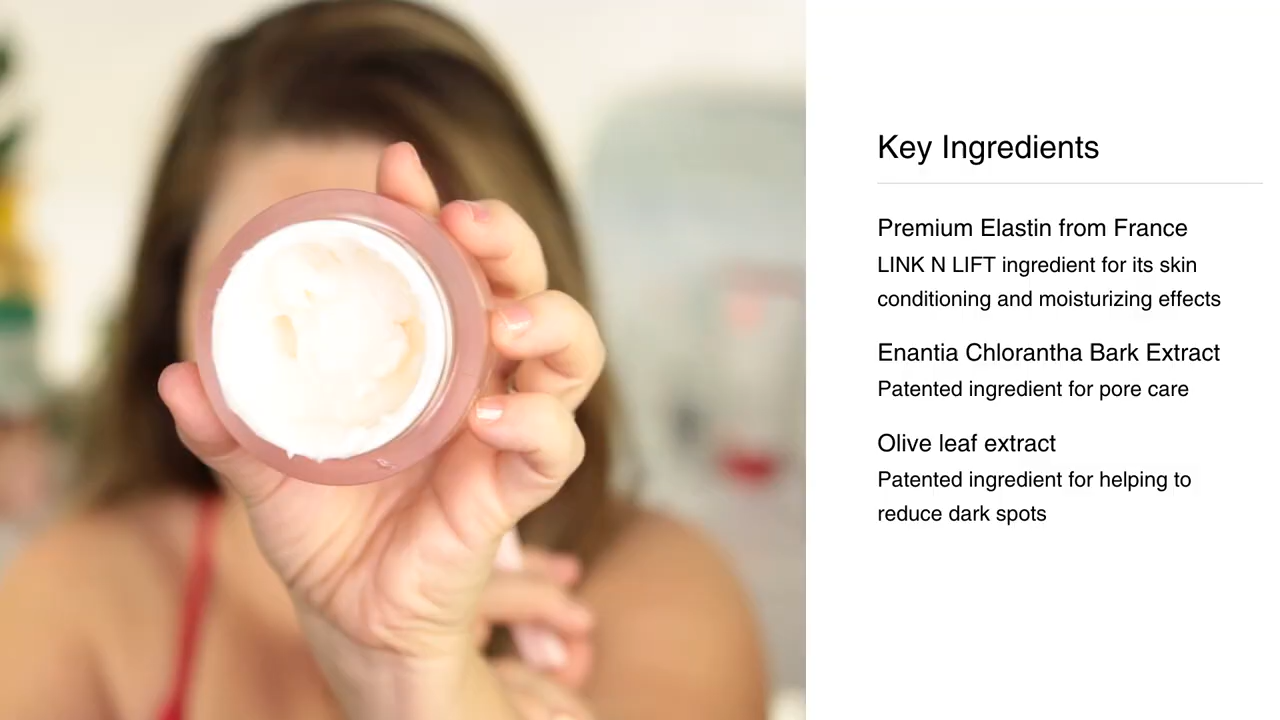 Key Ingredients
Premium Elastin from France
LINK N LIFT ingredient for its skin
conditioning and moisturizing effects
Enantia Chlorantha Bark Extract
Patented ingredient for pore care
Olive leaf extract
Patented ingredient for helping to
reduce dark spots